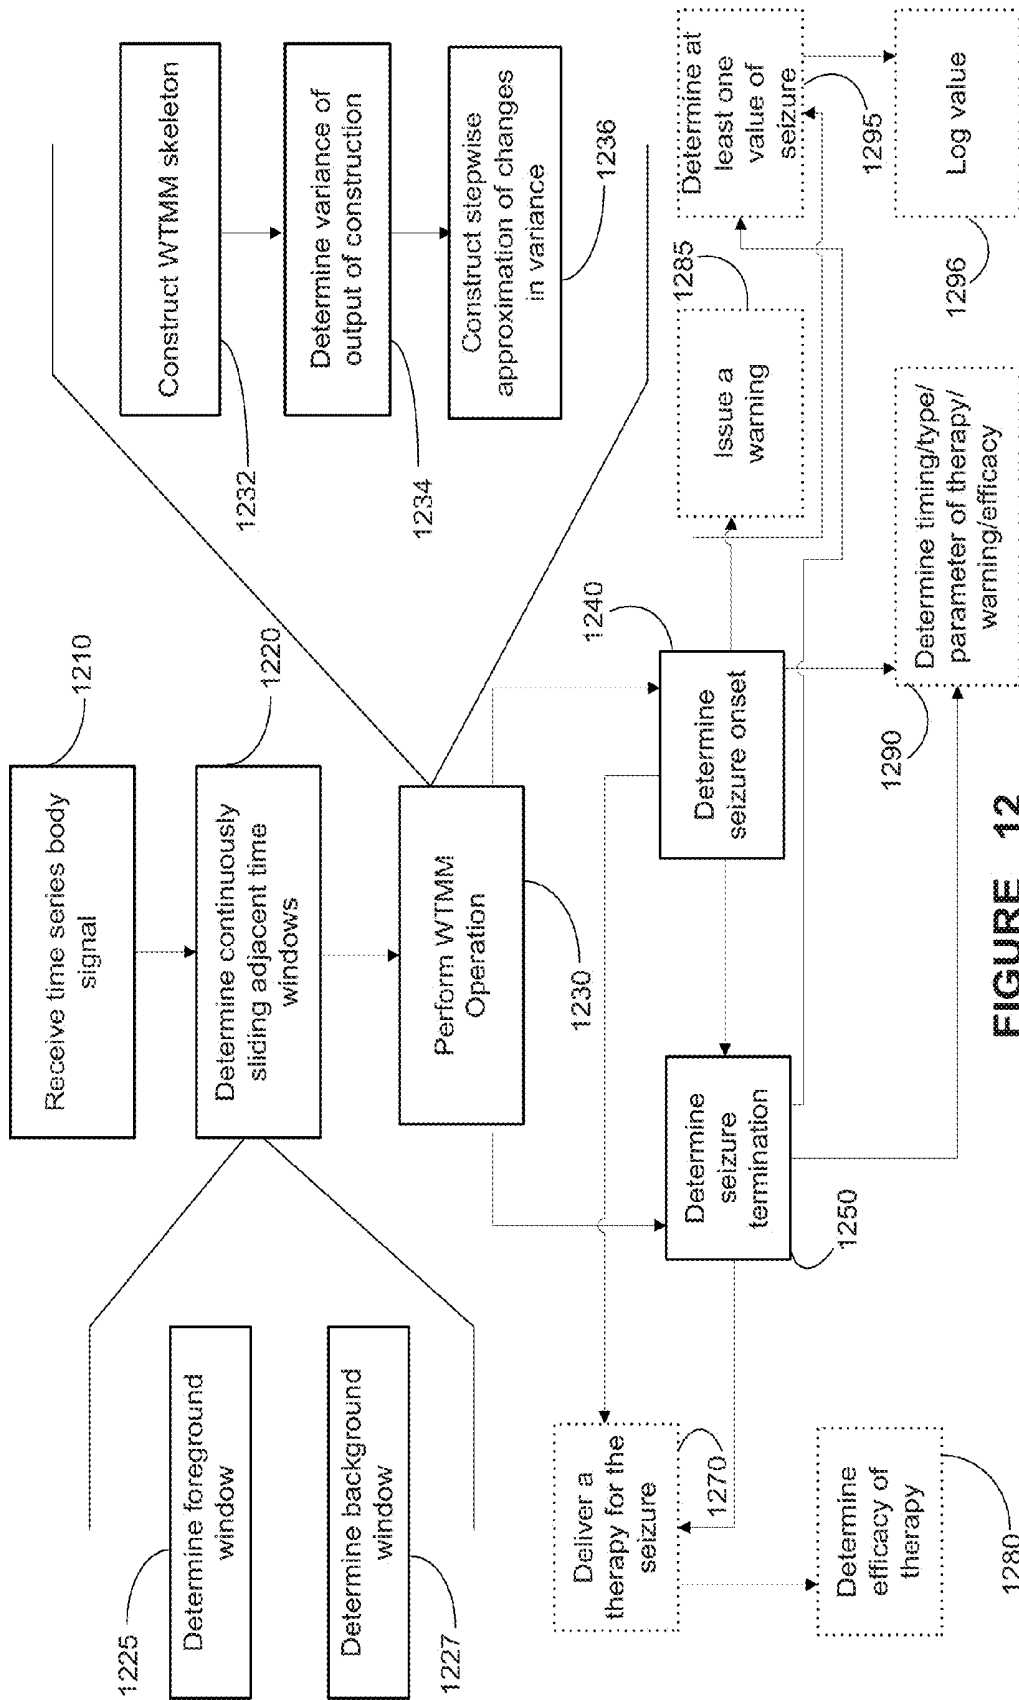 Receive time series body
signal
1210
Determine continuously
sliding adjacent time
windows
1220
Determine foreground
window
1225
Determine background
window
1227
Perform WTMM
Operation
1230
Construct WTMM skeleton
1232
Determine variance of
output of construction
1234
Construct stepwise
approximation of changes
in variance
1236
Determine
seizure onset
1240
Determine
seizure
termination
1250
Deliver a
therapy for the
seizure
1270
Determine
efficacy of
therapy
1280
Issue a
warning
1285
Determine timing/type/
parameter of therapy/
warning/efficacy
1290
Determine at
least one
value of
seizure
1295
Log value
1296
FIGURE 12